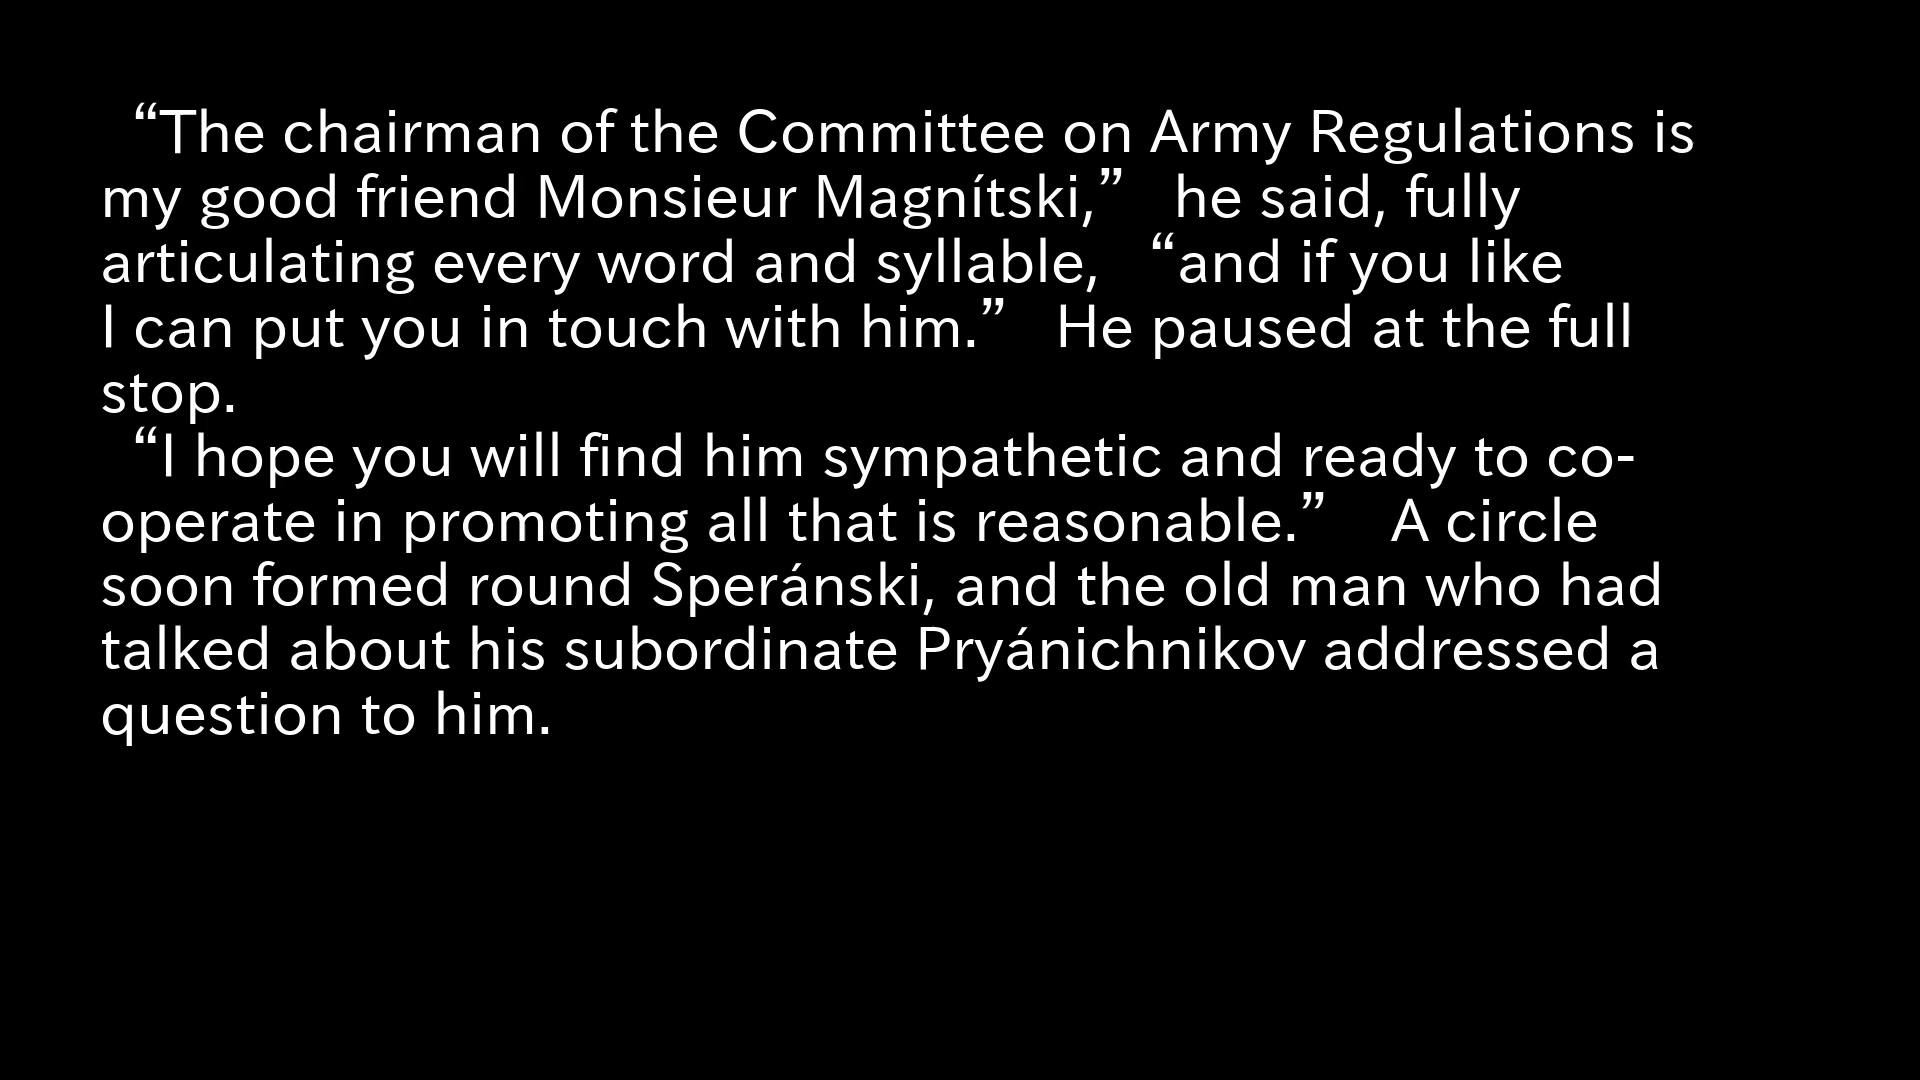 “The chairman of the Committee on Army Regulations is
my good friend Monsieur Magnítski,” he said, fully
articulating every word and syllable, “and if you like
I can put you in touch with him.” He paused at the full
stop.
“I hope you will find him sympathetic and ready to co-
operate in promoting all that is reasonable.” A circle
soon formed round Speránski, and the old man who had
talked about his subordinate Pryánichnikov addressed a
question to him.